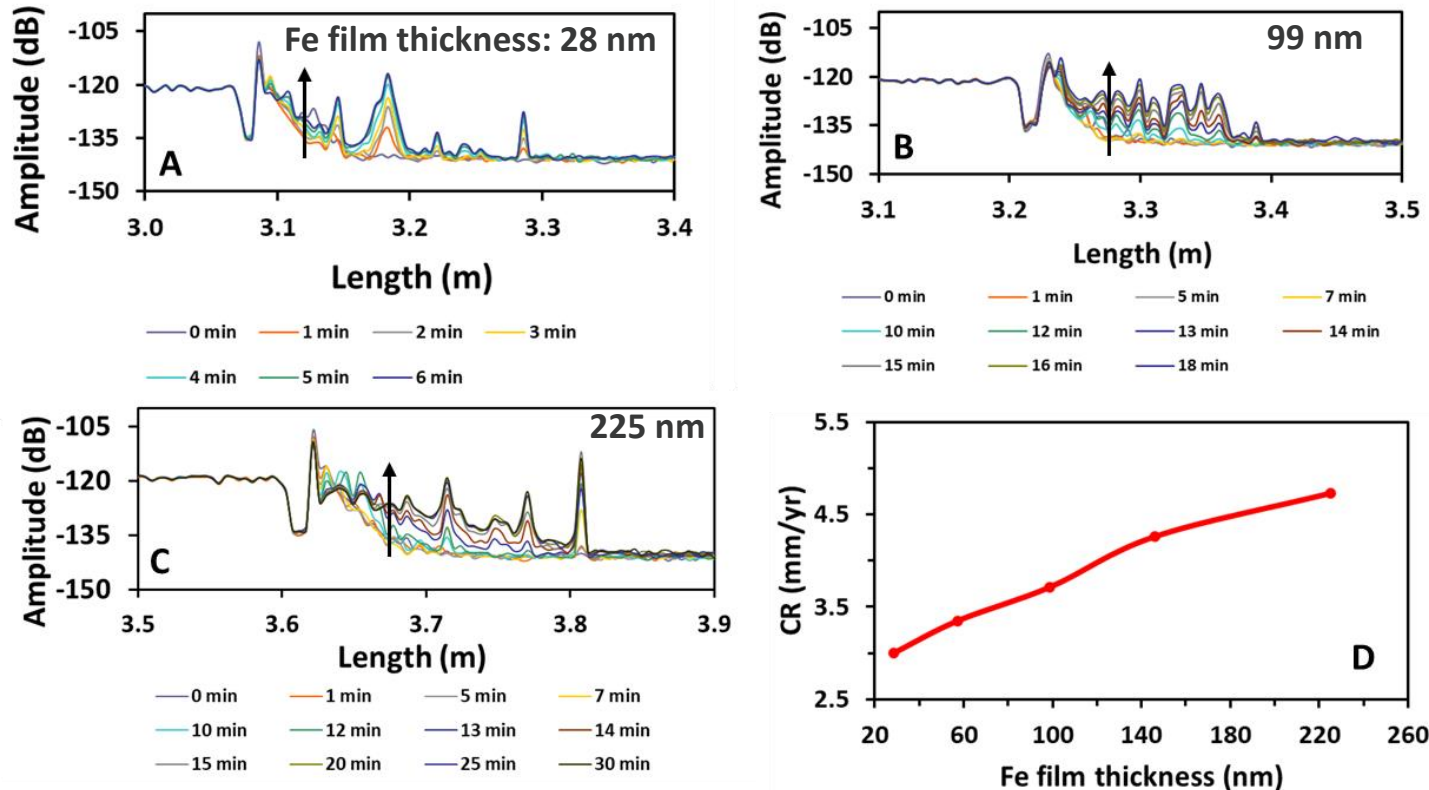 Amplitude (dB)
-105
-120
-135
-150
Fe film thickness: 28 nm
A
3.0 3.1 3.2 3.3 3.4
Length (m)
0 min 1 min 2 min 3 min
4 min 5 min 6 min
Amplitude (dB)
-105
-120
-135
-150
99 nm
B
3.1 3.2 3.3 3.4 3.5
Length (m)
0 min 1 min 5 min 7 min
10 min 12 min 13 min 14 min
15 min 16 min 18 min
Amplitude (dB)
-105
-120
-135
-150
225 nm
C
3.5 3.6 3.7 3.8 3.9
Length (m)
0 min 1 min 5 min 7 min
10 min 12 min 13 min 14 min
15 min 20 min 25 min 30 min
CR (mm/yr)
5.5
4.5
3.5
2.5
D
20 60 100 140 180 220 260
Fe film thickness (nm)